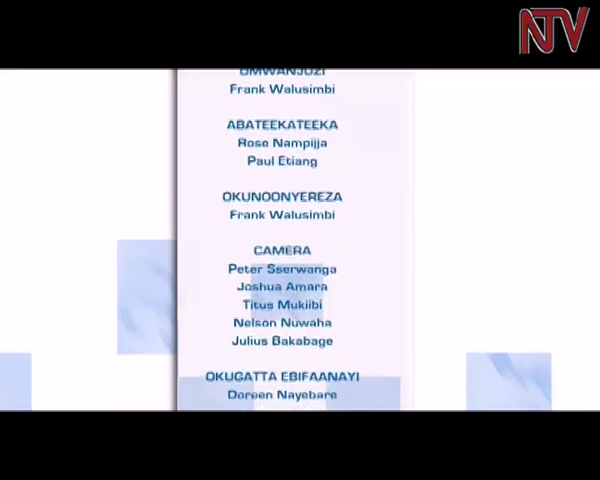 NTV
OMWANJUZI
Frank Walusimbi
ABATEEKATEEKA
Rose Nampijja
Paul Etiang
OKUNOONYEREZA
Frank Walusimbi
CAMERA
Peter Sserwanga
Joshua Amara
Titus Mukiibi
Nelson Nuwaha
Julius Bakabage
OKUGATTA EBIFAANAYI
Doreen Nayebare